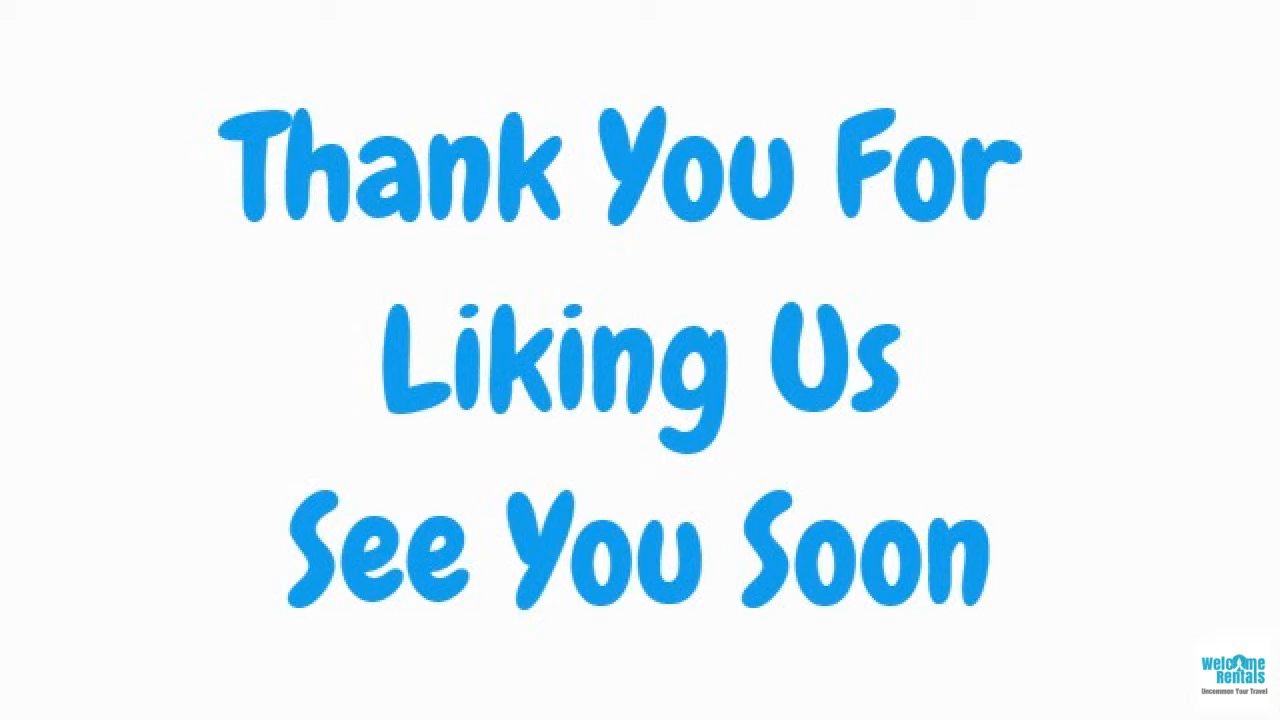 Thank You For
Liking Us
See You Soon
Welcome
Rentals
Uncommon Your Travel